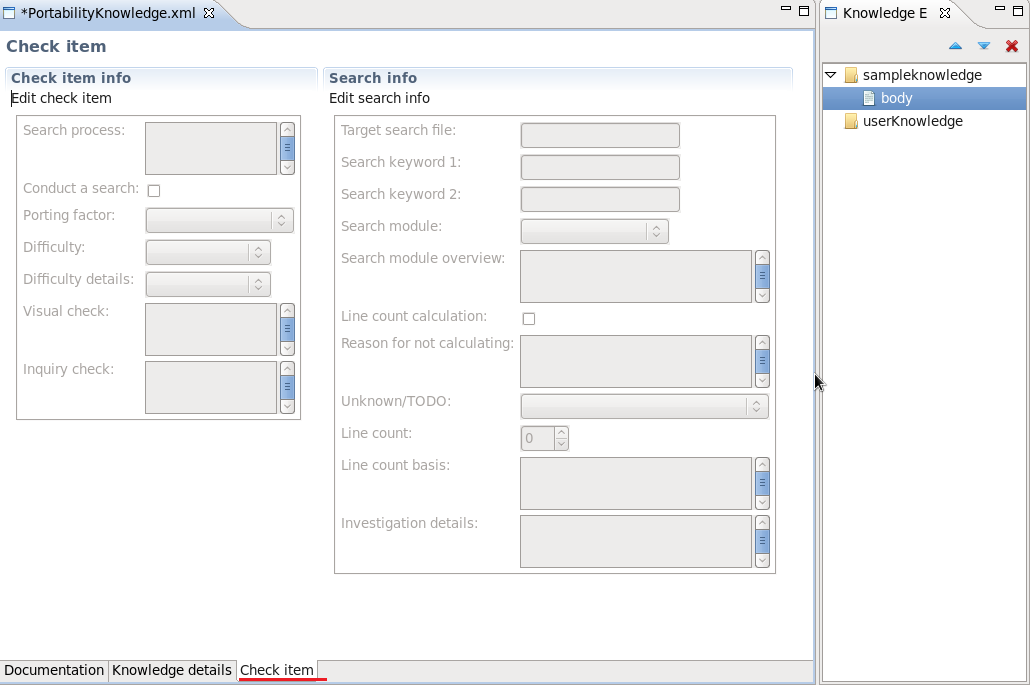 *PortabilityKnowledge.xml
Check item
Check item info
Edit check item
Search process:
Conduct a search:
Porting factor:
Difficulty:
Difficulty details:
Visual check:
Inquiry check:
Search info
Edit search info
Target search file:
Search keyword 1:
Search keyword 2:
Search module:
Search module overview:
Line count calculation:
Reason for not calculating:
Unknown/TODO:
Line count:
0
Line count basis:
Investigation details:
Documentation
Knowledge details
Check item
Knowledge E
sampleknowledge
body
userKnowledge